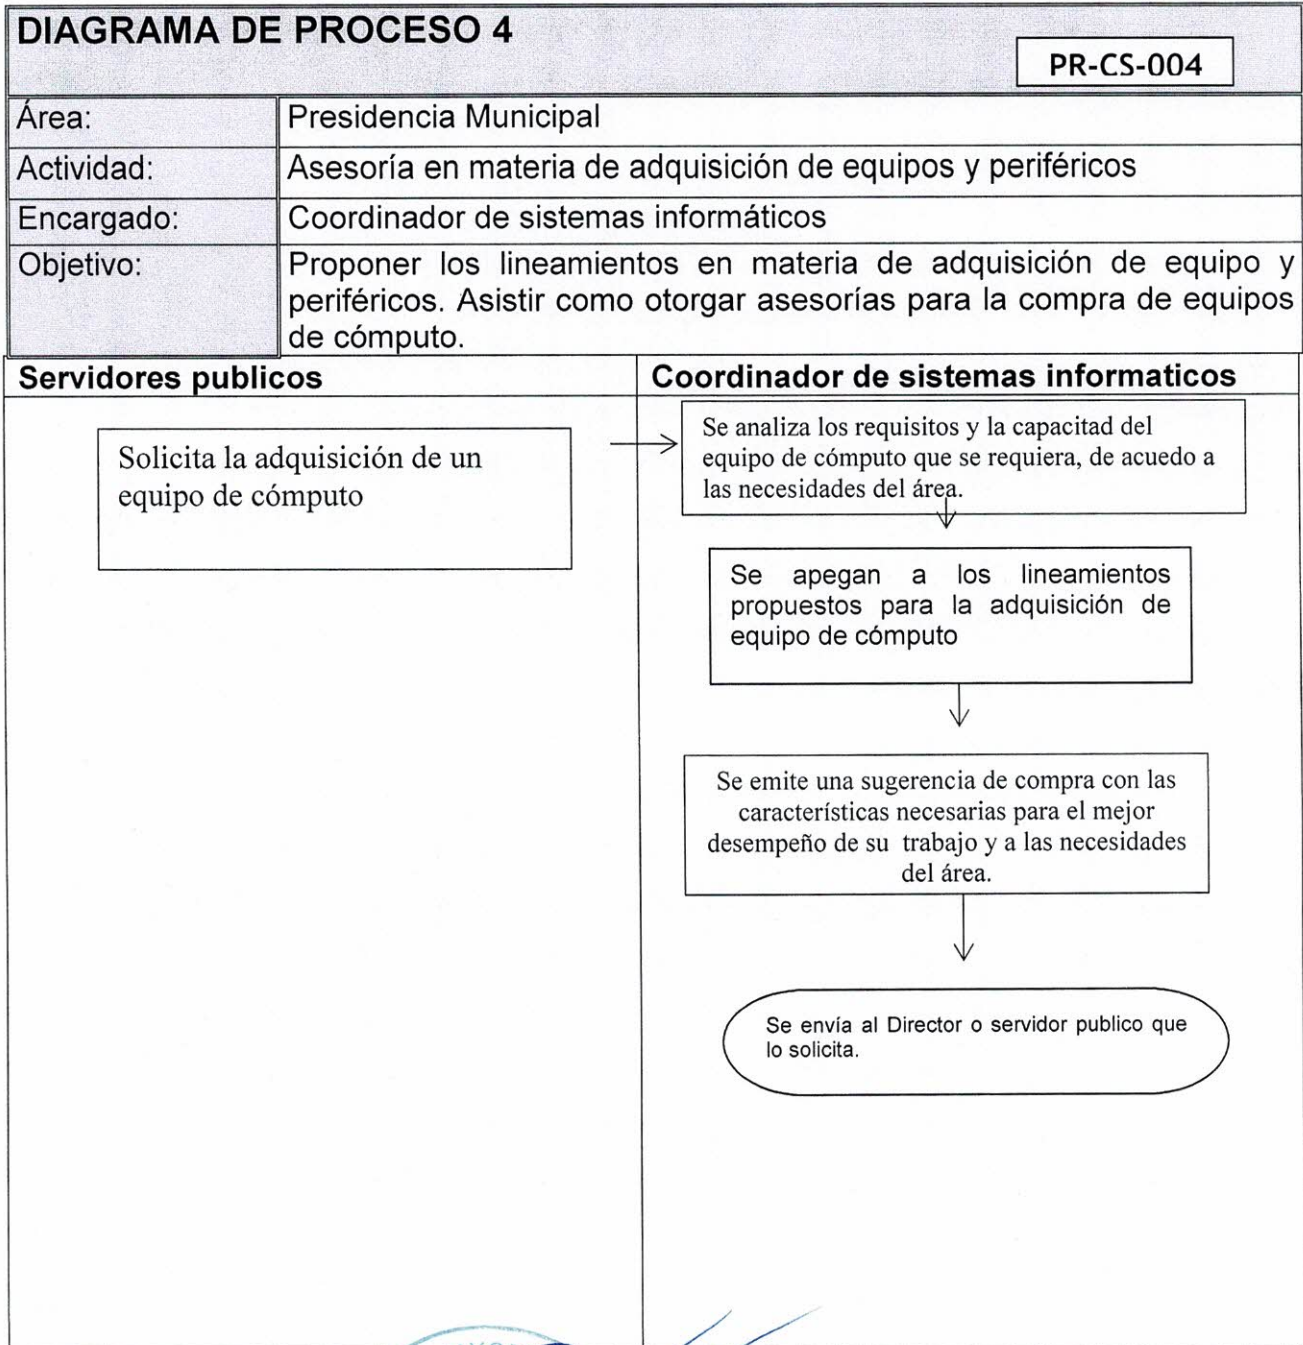 DIAGRAMA DE PROCESO 4
PR-CS-004
Área:
Presidencia Municipal
Actividad:
Asesoría en materia de adquisición de equipos y periféricos
Encargado:
Coordinador de sistemas informáticos
Objetivo:
Proponer los lineamientos en materia de adquisición de equipo y
periféricos. Asistir como otorgar asesorías para la compra de equipos
de cómputo.
Servidores publicos
Coordinador de sistemas informaticos
Solicita la adquisición de un
equipo de cómputo
Se analiza los requisitos y la capacitad del
equipo de cómputo que se requiera, de acuedo a
las necesidades del área.
Se apegan a los lineamientos
propuestos para la adquisición de
equipo de cómputo
Se emite una sugerencia de compra con las
características necesarias para el mejor
desempeño de su trabajo y a las necesidades
del área.
Se envía al Director o servidor publico que
lo solicita.